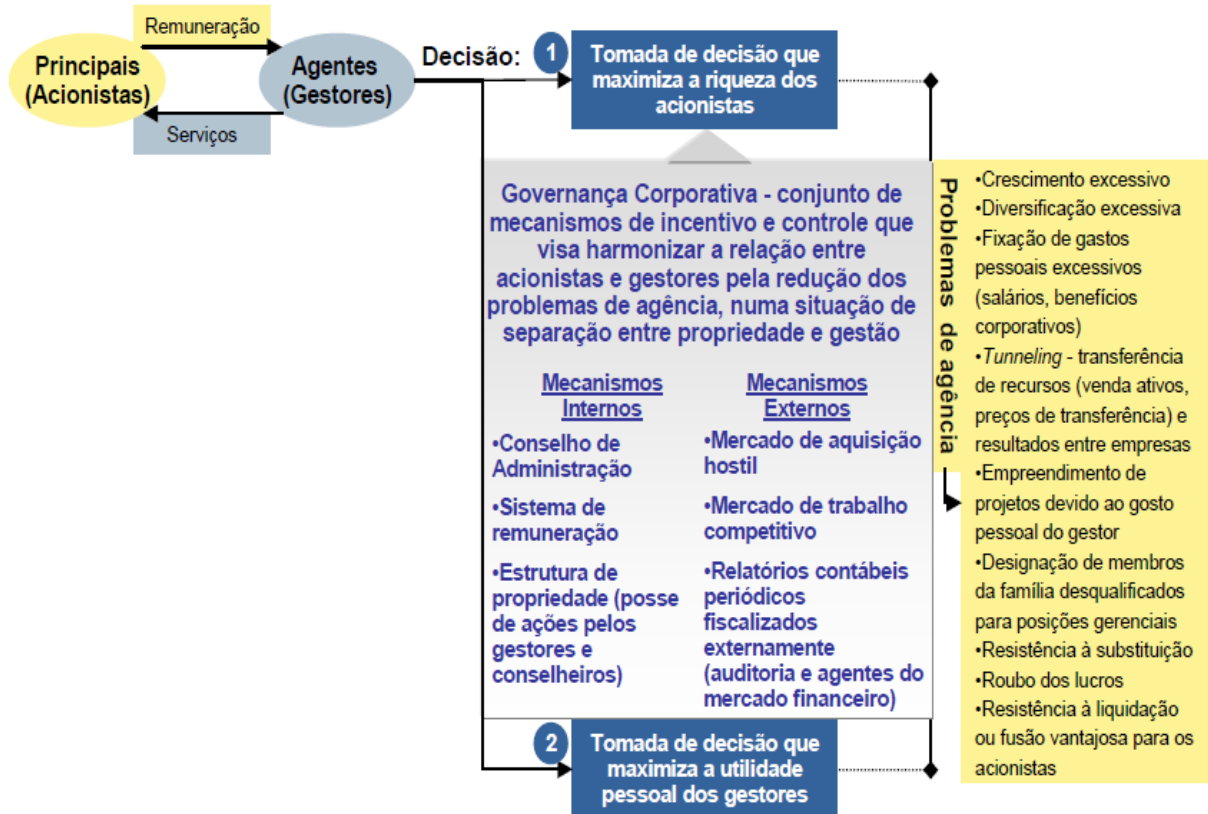 Remuneração
Principais
(Acionistas)
Agentes
(Gestores)
Serviços
Decisão:
1
Tomada de decisão que
maximiza a riqueza dos
acionistas
Governança Corporativa - conjunto de
mecanismos de incentivo e controle que
visa harmonizar a relação entre
acionistas e gestores pela redução dos
problemas de agência, numa situação de
separação entre propriedade e gestão
Mecanismos
Internos
•Conselho de
Administração
•Sistema de
remuneração
•Estrutura de
propriedade (posse
de ações pelos
gestores e
conselheiros)
Mecanismos
Externos
•Mercado de aquisição
hostil
•Mercado de trabalho
competitivo
•Relatórios contábeis
periódicos
fiscalizados
externamente
(auditoria e agentes do
mercado financeiro)
2
Tomada de decisão que
maximiza a utilidade
pessoal dos gestores
Problemas de agência
•Crescimento excessivo
•Diversificação excessiva
•Fixação de gastos
pessoais excessivos
(salários, benefícios
corporativos)
•Tunneling - transferência
de recursos (venda ativos,
preços de transferência) e
resultados entre empresas
•Empreendimento de
projetos devido ao gosto
pessoal do gestor
•Designação de membros
da família desqualificados
para posições gerenciais
•Resistência à substituição
•Roubo dos lucros
•Resistência à liquidação
ou fusão vantajosa para os
acionistas